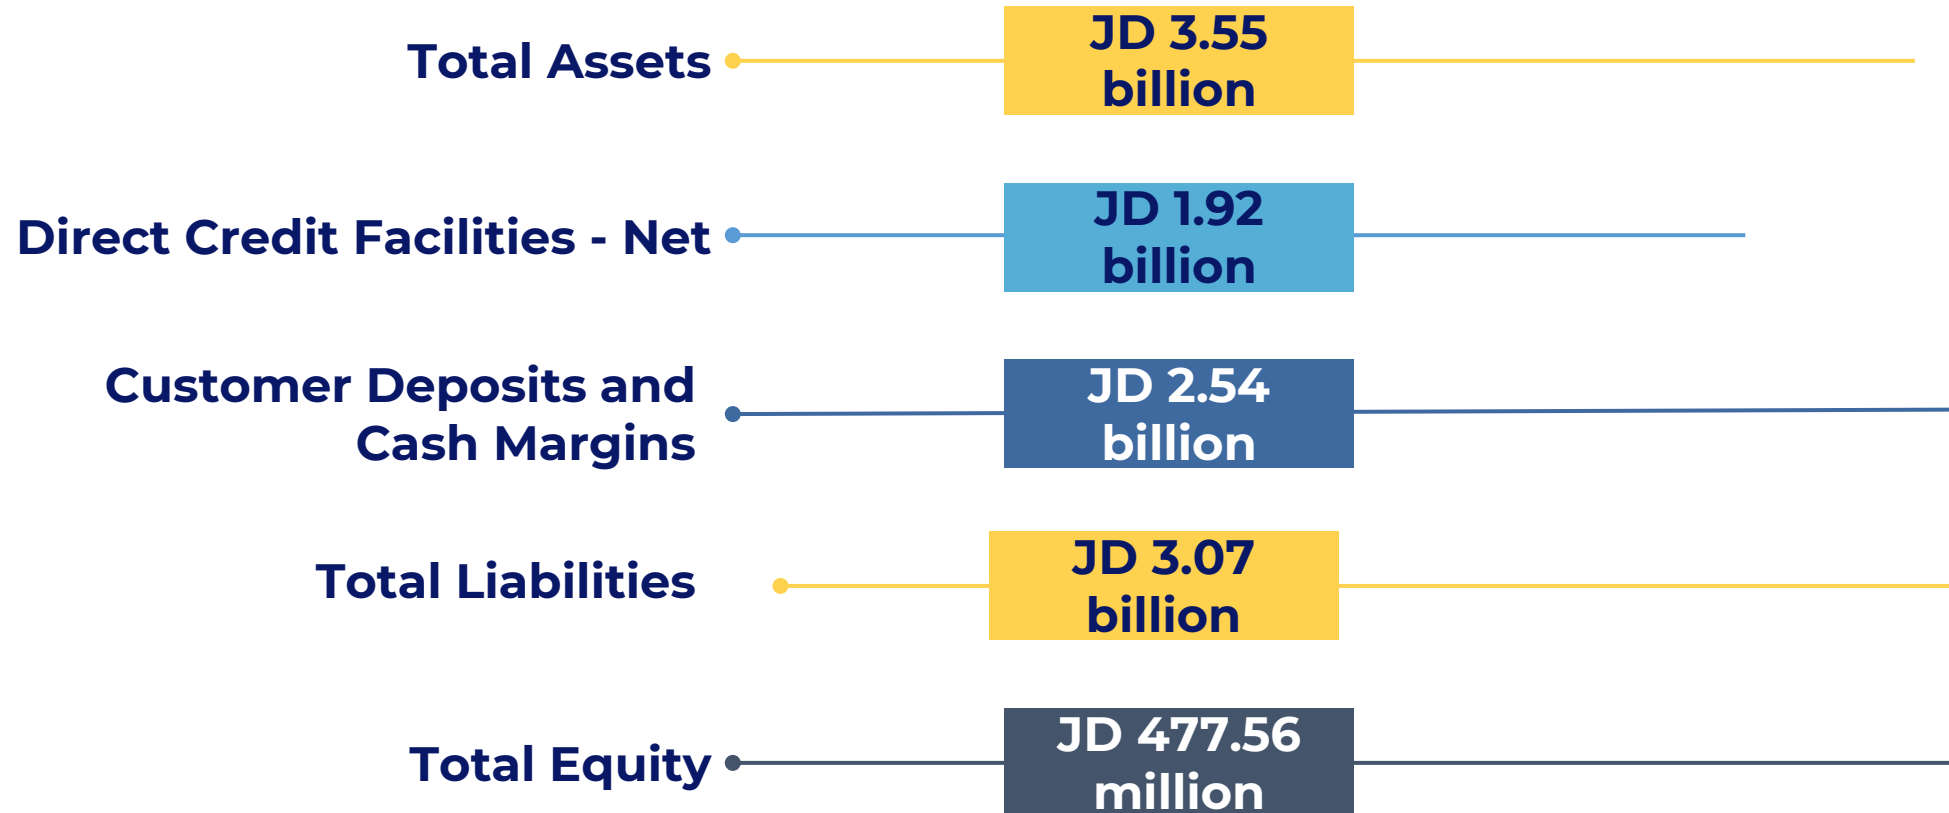 Total Assets
JD 3.55
billion
Direct Credit Facilities - Net
JD 1.92
billion
Customer Deposits and
Cash Margins
JD 2.54
billion
Total Liabilities
JD 3.07
billion
Total Equity
JD 477.56
million